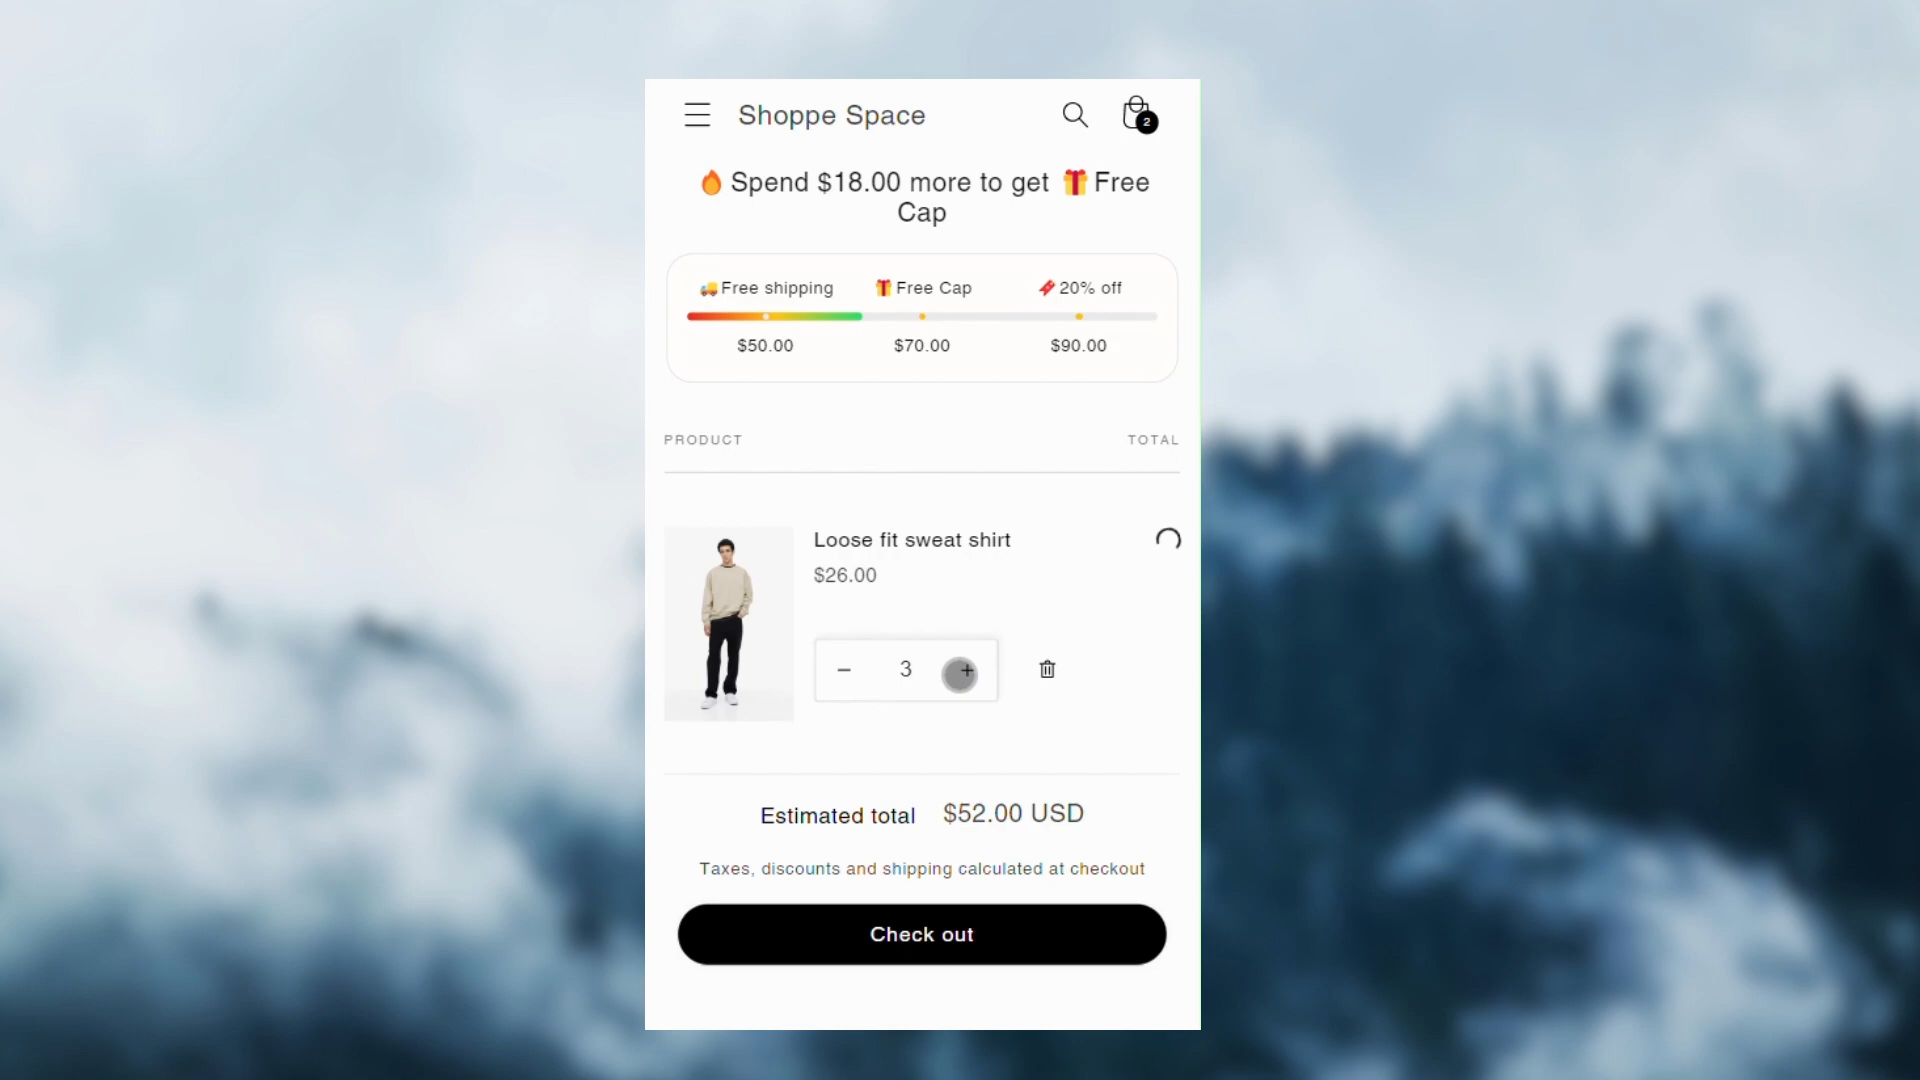 Shoppe Space
2
🔥 Spend $18.00 more to get 🎁 Free
Cap
🚚 Free shipping 🎁 Free Cap 🎟️ 20% off
$50.00 $70.00 $90.00
PRODUCT TOTAL
Loose fit sweat shirt
$26.00
− 3 +
Estimated total $52.00 USD
Taxes, discounts and shipping calculated at checkout
Check out